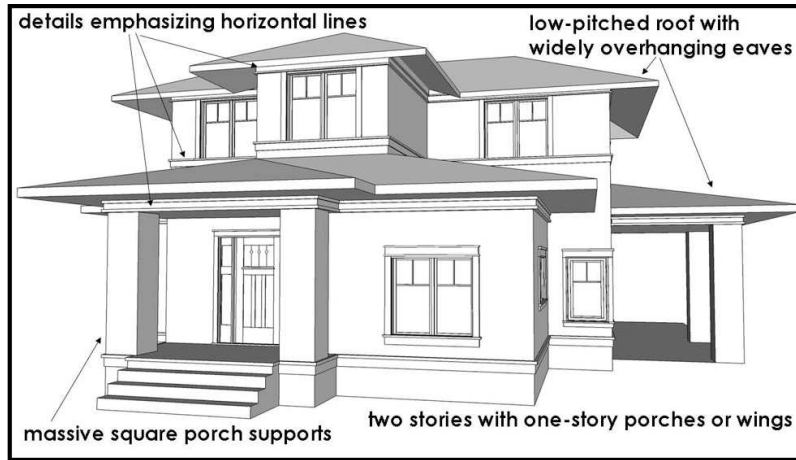 details emphasizing horizontal lines
low-pitched roof with
widely overhanging eaves
massive square porch supports
two stories with one-story porches or wings